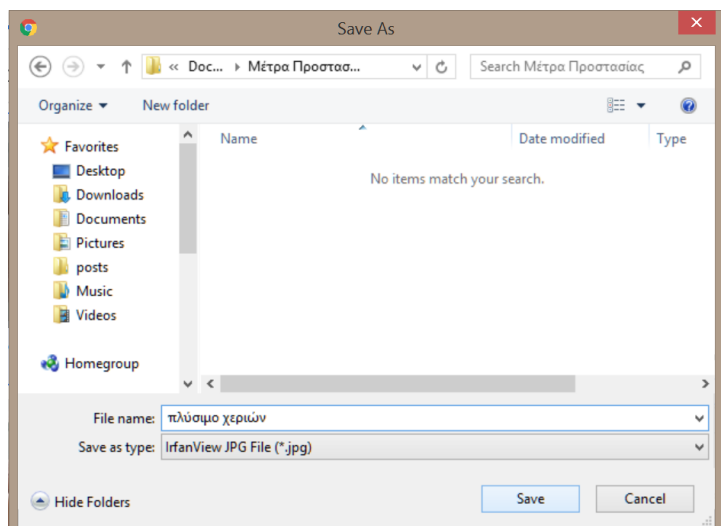 Save As
« Doc... Μέτρα Προστασ... Search Μέτρα Προστασίας
Organize New folder
Name Date modified Type
No items match your search.
Favorites
Desktop
Downloads
Documents
Pictures
posts
Music
Videos
Homegroup
File name: πλύσιμο χεριών
Save as type: IrfanView JPG File (*.jpg)
Hide Folders Save Cancel